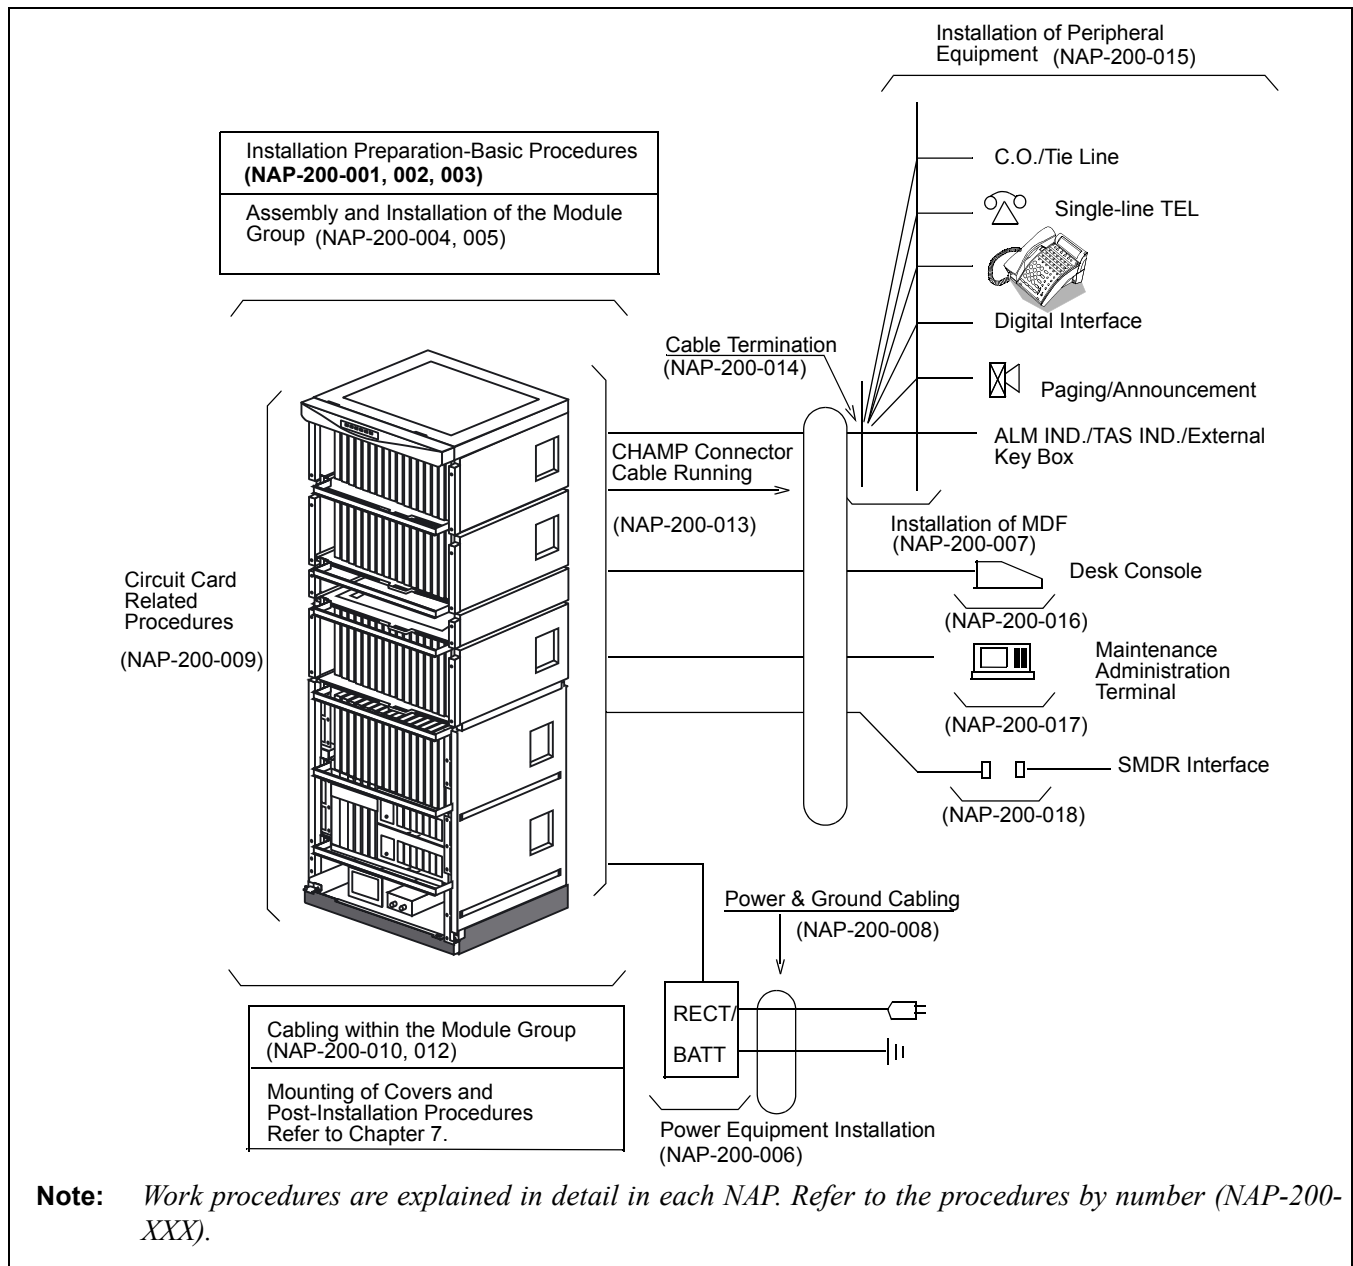 Installation of Peripheral
Equipment (NAP-200-015)
Installation Preparation-Basic Procedures
(NAP-200-001, 002, 003)
Assembly and Installation of the Module
Group (NAP-200-004, 005)
C.O./Tie Line
Single-line TEL
Digital Interface
Paging/Announcement
ALM IND./TAS IND./External
Key Box
Cable Termination
(NAP-200-014)
CHAMP Connector
Cable Running
(NAP-200-013)
Installation of MDF
(NAP-200-007)
Desk Console
(NAP-200-016)
Maintenance
Administration
Terminal
(NAP-200-017)
SMDR Interface
(NAP-200-018)
Circuit Card
Related
Procedures
(NAP-200-009)
Power & Ground Cabling
(NAP-200-008)
RECT/
BATT
Power Equipment Installation
(NAP-200-006)
Cabling within the Module Group
(NAP-200-010, 012)
Mounting of Covers and
Post-Installation Procedures
Refer to Chapter 7.
Note: Work procedures are explained in detail in each NAP. Refer to the procedures by number (NAP-200-
XXX).